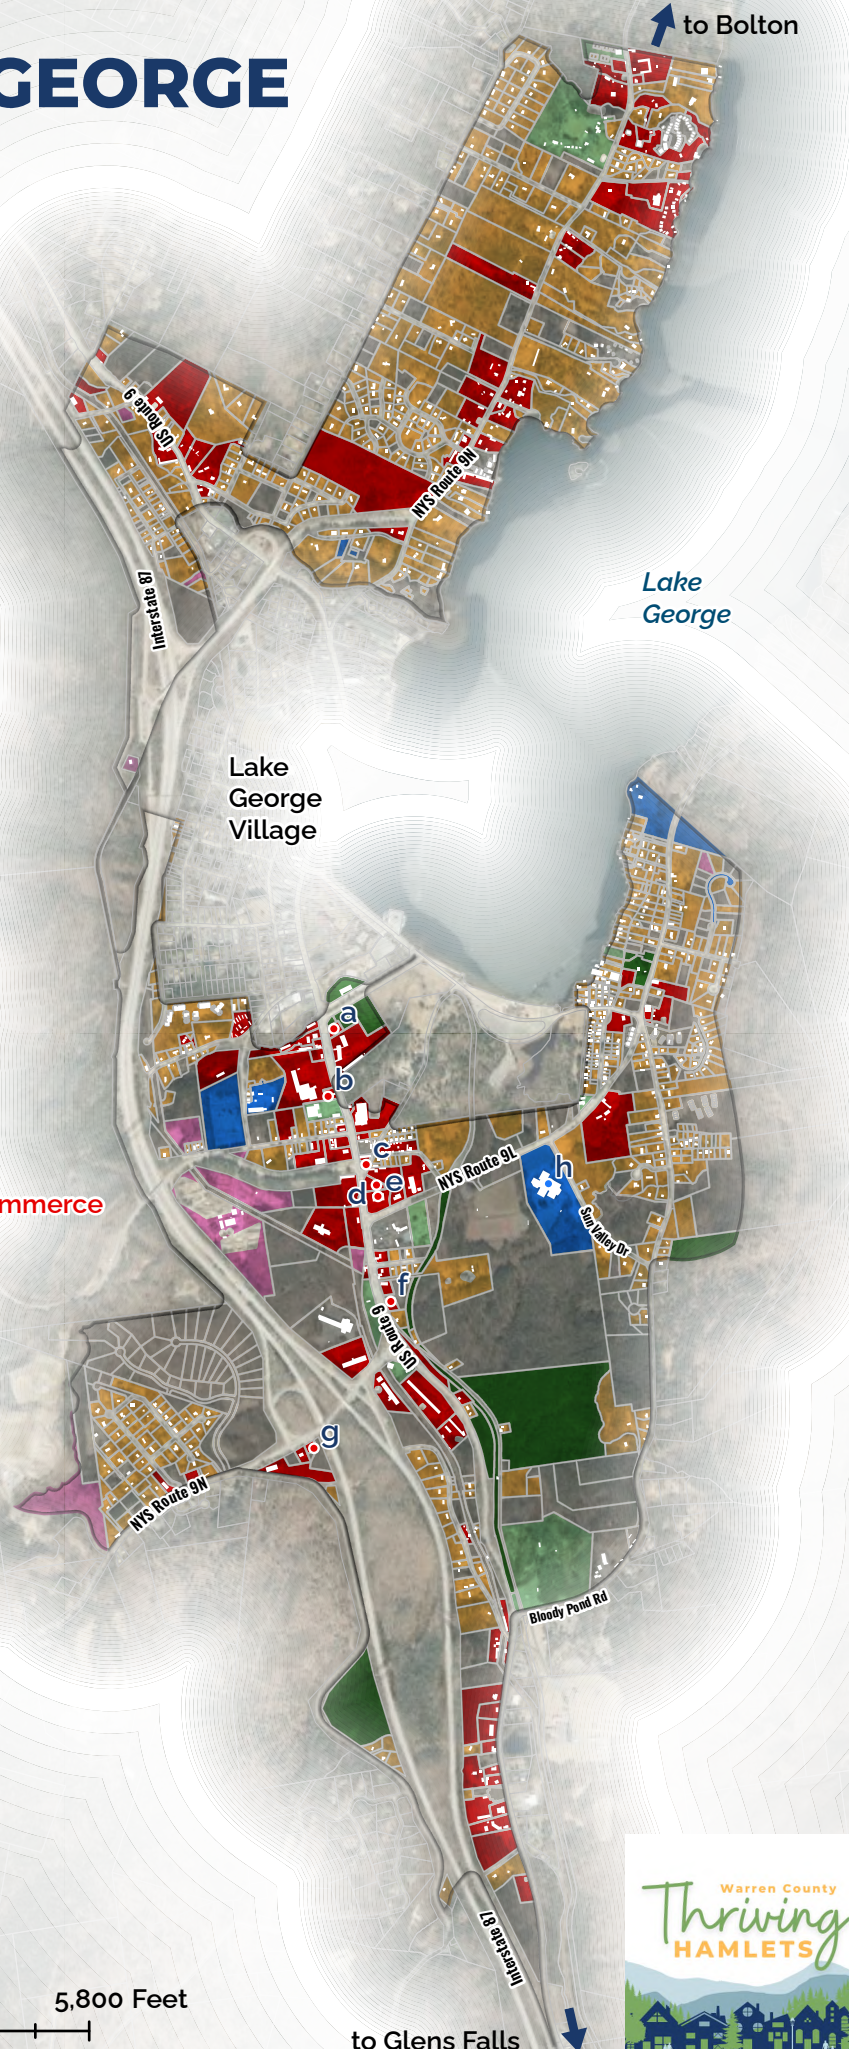 to Bolton
GEORGE
US Route 9
NYS Route 9N
Interstate 87
Lake
George
Lake
George
Village
a
b
c
mmerce
NYS Route 9L
h
d
e
Sun Valley Dr
f
US Route 9
g
NYS Route 9N
Bloody Pond Rd
Warren County
Thriving
HAMLETS
Interstate 87
5,800 Feet
to Glens Falls